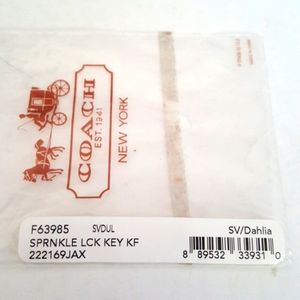 COACH
EST. 1941
NEW YORK
F63985 SVDUL SV/Dahlia
SPRNKLE LCK KEY KF
222169JAX
8 89532 33931 0